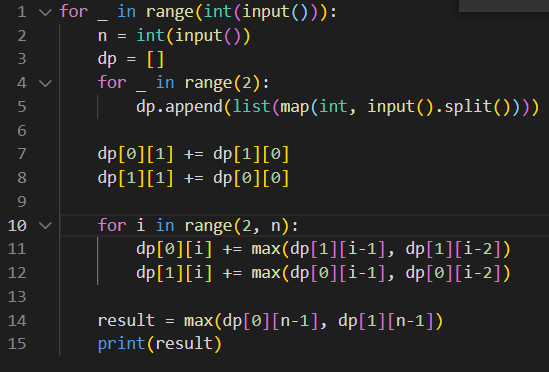 1 for _ in range(int(input())):
2     n = int(input())
3     dp = []
4     for _ in range(2):
5         dp.append(list(map(int, input().split())))
6
7     dp[0][1] += dp[1][0]
8     dp[1][1] += dp[0][0]
9
10     for i in range(2, n):
11         dp[0][i] += max(dp[1][i-1], dp[1][i-2])
12         dp[1][i] += max(dp[0][i-1], dp[0][i-2])
13
14     result = max(dp[0][n-1], dp[1][n-1])
15     print(result)